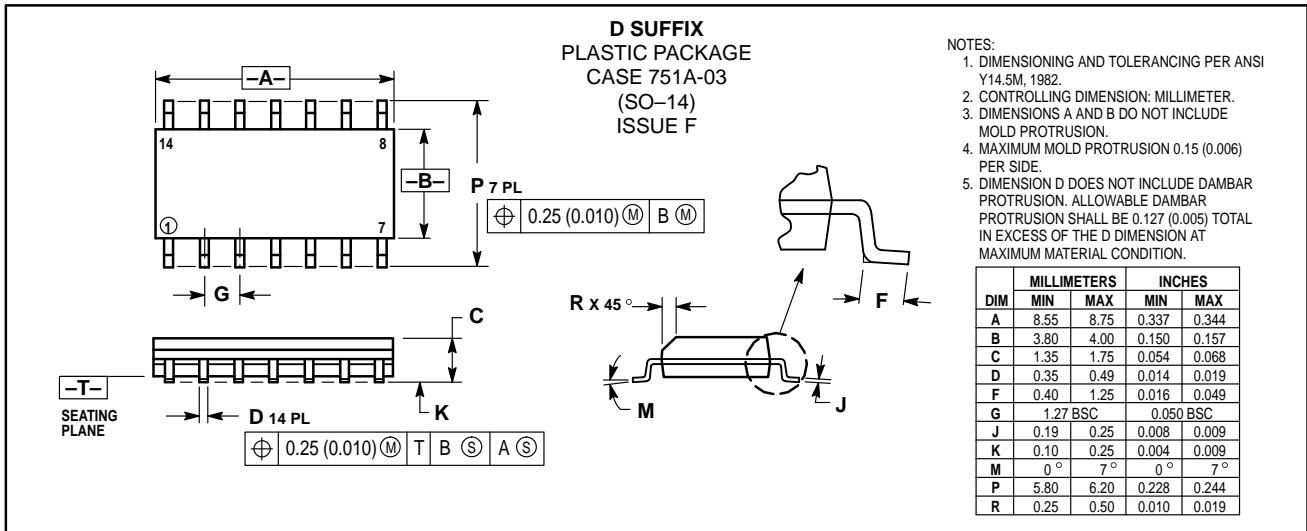 D SUFFIX
PLASTIC PACKAGE
CASE 751A-03
(SO–14)
ISSUE F
–A–
14
8
1
7
–B–
P 7 PL
0.25 (0.010) Ⓜ B Ⓜ
G
C
–T–
SEATING
PLANE
D 14 PL
K
0.25 (0.010) Ⓜ T B Ⓢ A Ⓢ
R X 45 °
M
J
F
NOTES:
1. DIMENSIONING AND TOLERANCING PER ANSI
Y14.5M, 1982.
2. CONTROLLING DIMENSION: MILLIMETER.
3. DIMENSIONS A AND B DO NOT INCLUDE
MOLD PROTRUSION.
4. MAXIMUM MOLD PROTRUSION 0.15 (0.006)
PER SIDE.
5. DIMENSION D DOES NOT INCLUDE DAMBAR
PROTRUSION. ALLOWABLE DAMBAR
PROTRUSION SHALL BE 0.127 (0.005) TOTAL
IN EXCESS OF THE D DIMENSION AT
MAXIMUM MATERIAL CONDITION.
MILLIMETERS INCHES
DIM MIN MAX MIN MAX
A 8.55 8.75 0.337 0.344
B 3.80 4.00 0.150 0.157
C 1.35 1.75 0.054 0.068
D 0.35 0.49 0.014 0.019
F 0.40 1.25 0.016 0.049
G 1.27 BSC 0.050 BSC
J 0.19 0.25 0.008 0.009
K 0.10 0.25 0.004 0.009
M 0 ° 7 ° 0 ° 7 °
P 5.80 6.20 0.228 0.244
R 0.25 0.50 0.010 0.019